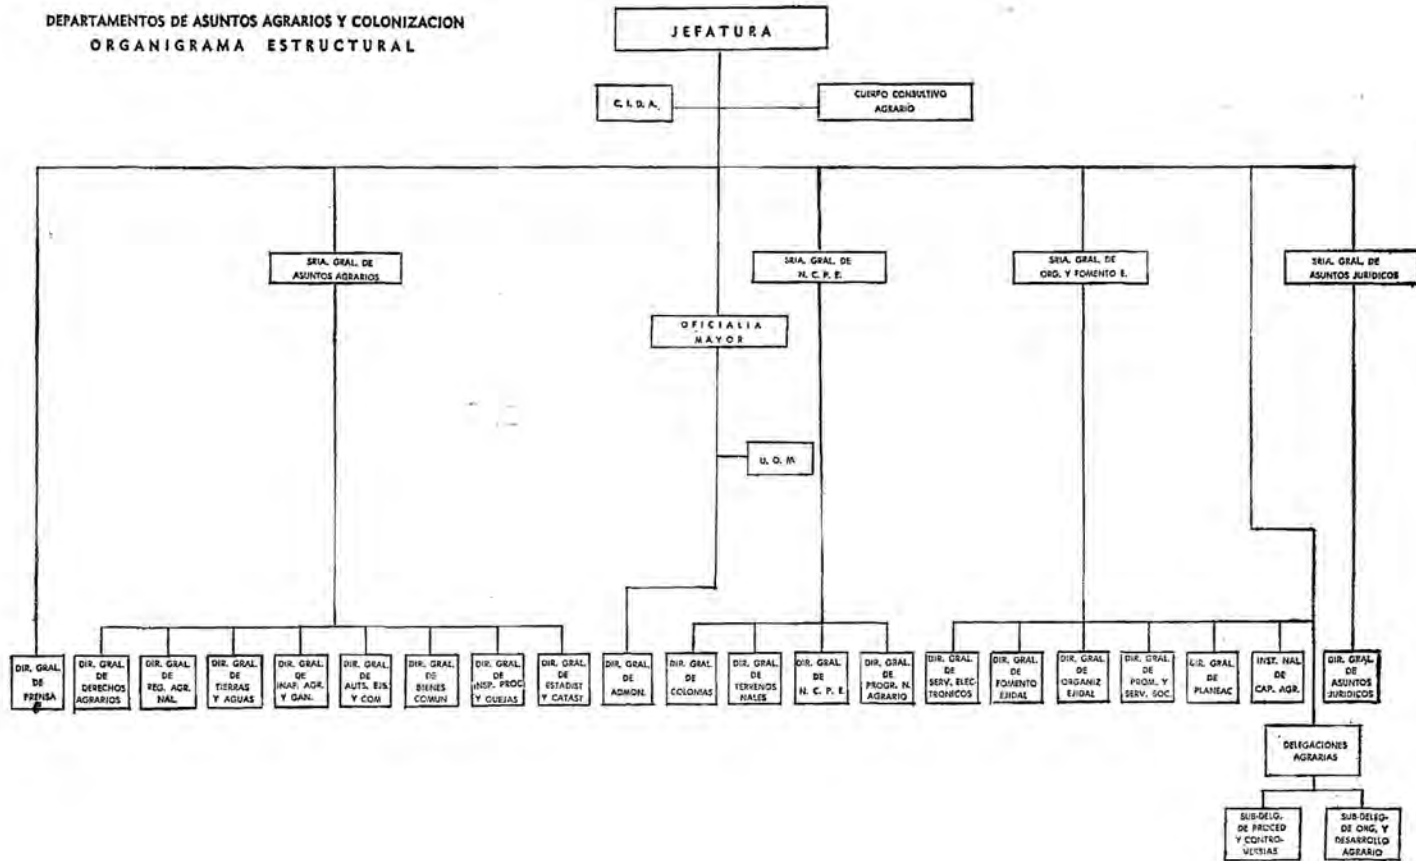 DEPARTAMENTOS DE ASUNTOS AGRARIOS Y COLONIZACION
ORGANIGRAMA ESTRUCTURAL
JEFATURA
C. I. D. A.
CUERPO CONSULTIVO
AGRARIO
SRIA. GRAL. DE
ASUNTOS AGRARIOS
SRIA. GRAL. DE
N. C. P. E.
SRIA. GRAL. DE
ORG. Y FOMENTO E.
SRIA. GRAL. DE
ASUNTOS JURIDICOS
OFICIALIA
MAYOR
U. O. M
DIR. GRAL.
DE
PRENSA
DIR. GRAL.
DE
DERECHOS
AGRARIOS
DIR. GRAL.
DE
REG. AGR.
NAL.
DIR. GRAL.
DE
TIERRAS
Y AGUAS
DIR. GRAL.
DE
INAF. AGR.
Y GAN.
DIR. GRAL.
DE
AUTS. EJS.
Y COM
DIR. GRAL.
DE
BIENES
COMUN
DIR. GRAL.
DE
INSP. PROC.
Y QUEJAS
DIR. GRAL.
DE
ESTADIST
Y CATAST
DIR. GRAL.
DE
ADMON.
DIR. GRAL.
DE
COLONIAS
DIR. GRAL.
DE
TERRENOS
NALES
DIR. GRAL.
DE
N. C. P. E.
DIR. GRAL.
DE
PROGR. N.
AGRARIO
DIR. GRAL. DE
SERV. ELEC-
TRONICOS
DIR. GRAL. DE
FOMENTO
EJIDAL
DIR. GRAL. DE
ORGANIZ
EJIDAL
DIR. GRAL. DE
PROM. Y
SERV. SOC.
DIR. GRAL.
DE
PLANEAC
INST. NAL.
DE
CAP. AGR.
DIR. GRAL.
DE
ASUNTOS
JURIDICOS
DELEGACIONES
AGRARIAS
SUB-DELG.
DE PROCED
Y CONTRO-
VERSIAS
SUB-DELEG-
DE ORG. Y
DESARROLLO
AGRARIO